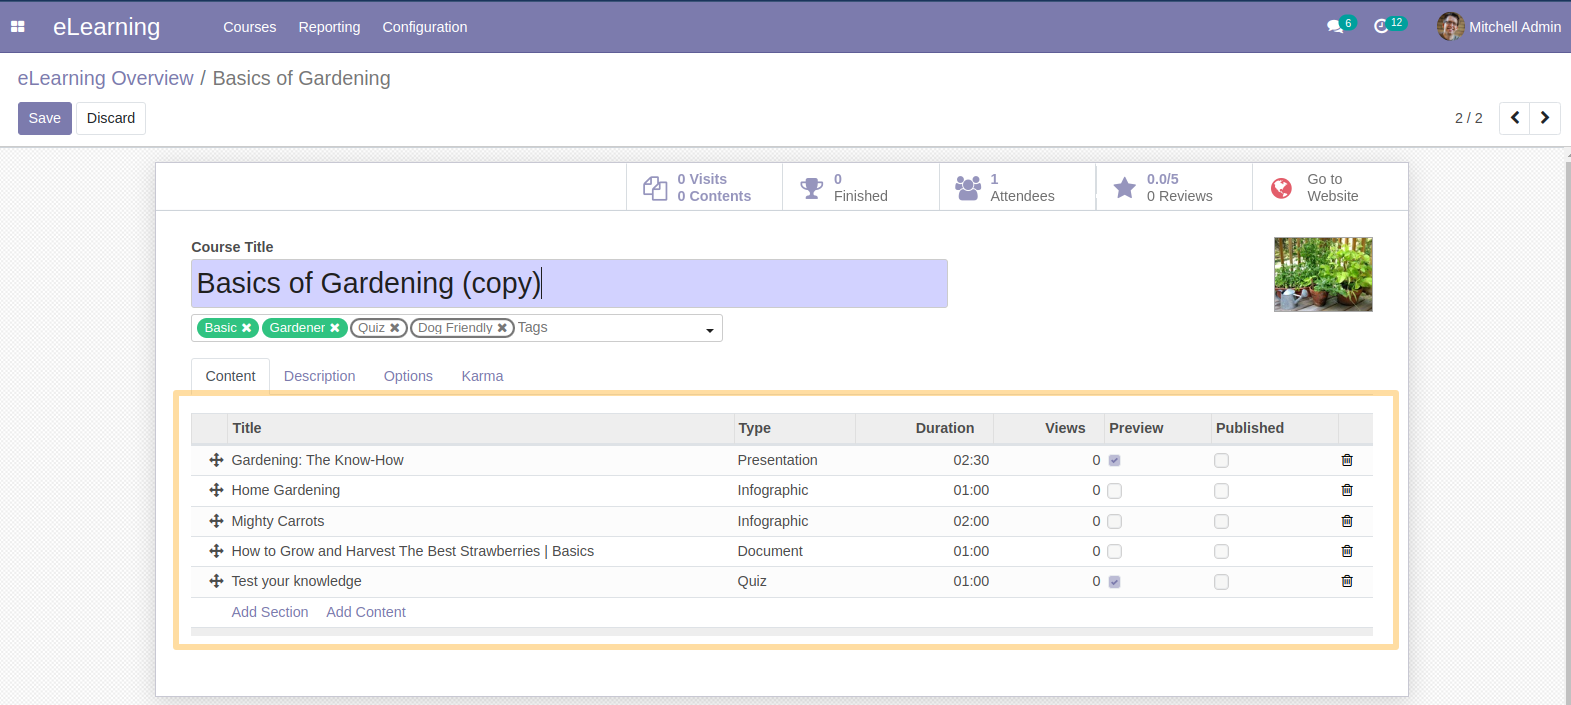 eLearning Courses Reporting Configuration 6 12 Mitchell Admin
eLearning Overview / Basics of Gardening
Save Discard 2 / 2
0 Visits 0 1 0.0/5 Go to
0 Contents Finished Attendees 0 Reviews Website
Course Title
Basics of Gardening (copy)
Basic Gardener Quiz Dog Friendly Tags
Content Description Options Karma
Title Type Duration Views Preview Published
Gardening: The Know-How Presentation 02:30 0
Home Gardening Infographic 01:00 0
Mighty Carrots Infographic 02:00 0
How to Grow and Harvest The Best Strawberries | Basics Document 01:00 0
Test your knowledge Quiz 01:00 0
Add Section Add Content